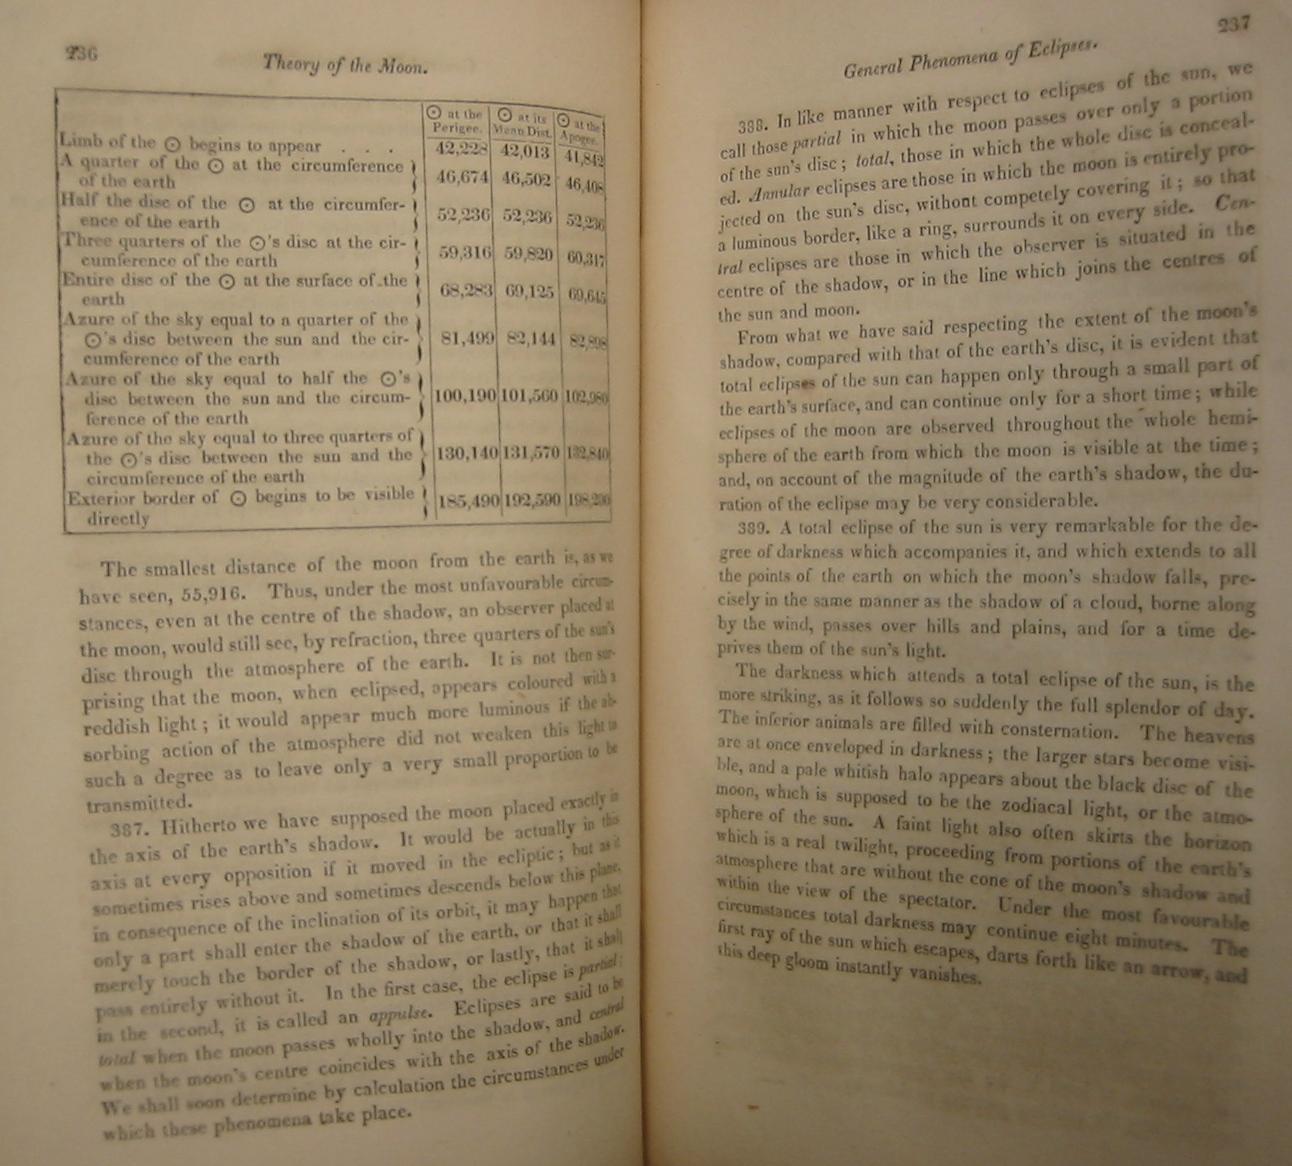 236
Theory of the Moon.
⊙ at the Perigee. ⊙ at its Mean Dist. ⊙ at the Apogee.
Limb of the ⊙ begins to appear . . . 42,228 42,013 41,842
A quarter of the ⊙ at the circumference
of the earth 46,674 46,502 46,408
Half the disc of the ⊙ at the circumfer-
ence of the earth 52,236 52,236 52,236
Three quarters of the ⊙'s disc at the cir-
cumference of the earth 59,316 59,820 60,317
Entire disc of the ⊙ at the surface of the
earth 68,283 69,125 69,645
Azure of the sky equal to a quarter of the
⊙'s disc between the sun and the cir-
cumference of the earth 81,499 82,144 82,898
Azure of the sky equal to half the ⊙'s
disc between the sun and the circum-
ference of the earth 100,190 101,560 102,980
Azure of the sky equal to three quarters of
the ⊙'s disc between the sun and the
circumference of the earth 130,140 131,570 132,840
Exterior border of ⊙ begins to be visible
directly 185,490 192,590 198,290
The smallest distance of the moon from the earth is, as we
have seen, 55,916. Thus, under the most unfavourable circum-
stances, even at the centre of the shadow, an observer placed at
the moon, would still see, by refraction, three quarters of the sun's
disc through the atmosphere of the earth. It is not then sur-
prising that the moon, when eclipsed, appears coloured with a
reddish light; it would appear much more luminous if the ab-
sorbing action of the atmosphere did not weaken this light in
such a degree as to leave only a very small proportion to be
transmitted.
387. Hitherto we have supposed the moon placed exactly in
the axis of the earth's shadow. It would be actually in this
axis at every opposition if it moved in the ecliptic; but as it
sometimes rises above and sometimes descends below this plane,
in consequence of the inclination of its orbit, it may happen that
only a part shall enter the shadow of the earth, or that it shall
merely touch the border of the shadow, or lastly, that it shall
pass entirely without it. In the first case, the eclipse is partial;
in the second, it is called an appulse. Eclipses are said to be
total when the moon passes wholly into the shadow, and central
when the moon's centre coincides with the axis of the shadow.
We shall soon determine by calculation the circumstances under
which these phenomena take place.
237
General Phenomena of Eclipses.
388. In like manner with respect to eclipses of the sun, we
call those partial in which the moon passes over only a portion
of the sun's disc; total, those in which the whole disc is conceal-
ed. Annular eclipses are those in which the moon is entirely pro-
jected on the sun's disc, without competely covering it; so that
a luminous border, like a ring, surrounds it on every side. Cen-
tral eclipses are those in which the observer is situated in the
centre of the shadow, or in the line which joins the centres of
the sun and moon.
From what we have said respecting the extent of the moon's
shadow, compared with that of the earth's disc, it is evident that
total eclipses of the sun can happen only through a small part of
the earth's surface, and can continue only for a short time; while
eclipses of the moon are observed throughout the whole hemi-
sphere of the earth from which the moon is visible at the time;
and, on account of the magnitude of the earth's shadow, the du-
ration of the eclipse may be very considerable.
389. A total eclipse of the sun is very remarkable for the de-
gree of darkness which accompanies it, and which extends to all
the points of the earth on which the moon's shadow falls, pre-
cisely in the same manner as the shadow of a cloud, borne along
by the wind, passes over hills and plains, and for a time de-
prives them of the sun's light.
The darkness which attends a total eclipse of the sun, is the
more striking, as it follows so suddenly the full splendor of day.
The inferior animals are filled with consternation. The heavens
are at once enveloped in darkness; the larger stars become visi-
ble, and a pale whitish halo appears about the black disc of the
moon, which is supposed to be the zodiacal light, or the atmo-
sphere of the sun. A faint light also often skirts the horizon
which is a real twilight, proceeding from portions of the earth's
atmosphere that are without the cone of the moon's shadow and
within the view of the spectator. Under the most favourable
circumstances total darkness may continue eight minutes. The
first ray of the sun which escapes, darts forth like an arrow, and
this deep gloom instantly vanishes.